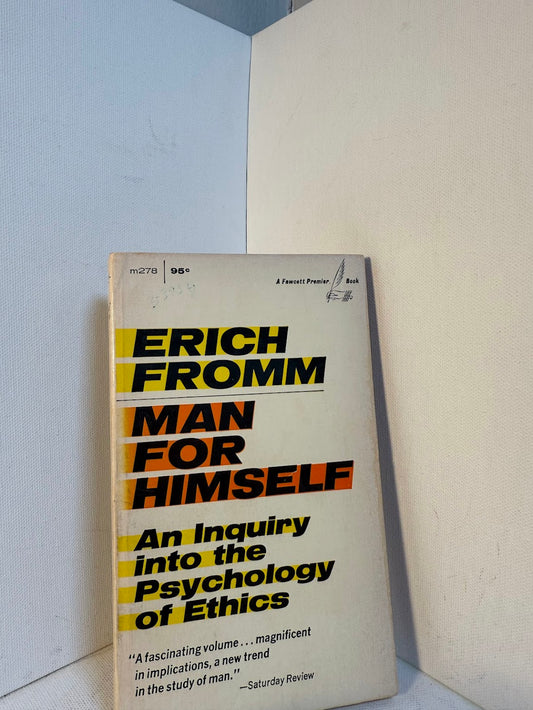 m278 | 95¢
A Fawcett Premier Book
ERICH
FROMM
MAN
FOR
HIMSELF
An Inquiry
into the
Psychology
of Ethics
"A fascinating volume . . . magnificent
in implications, a new trend
in the study of man."
—Saturday Review